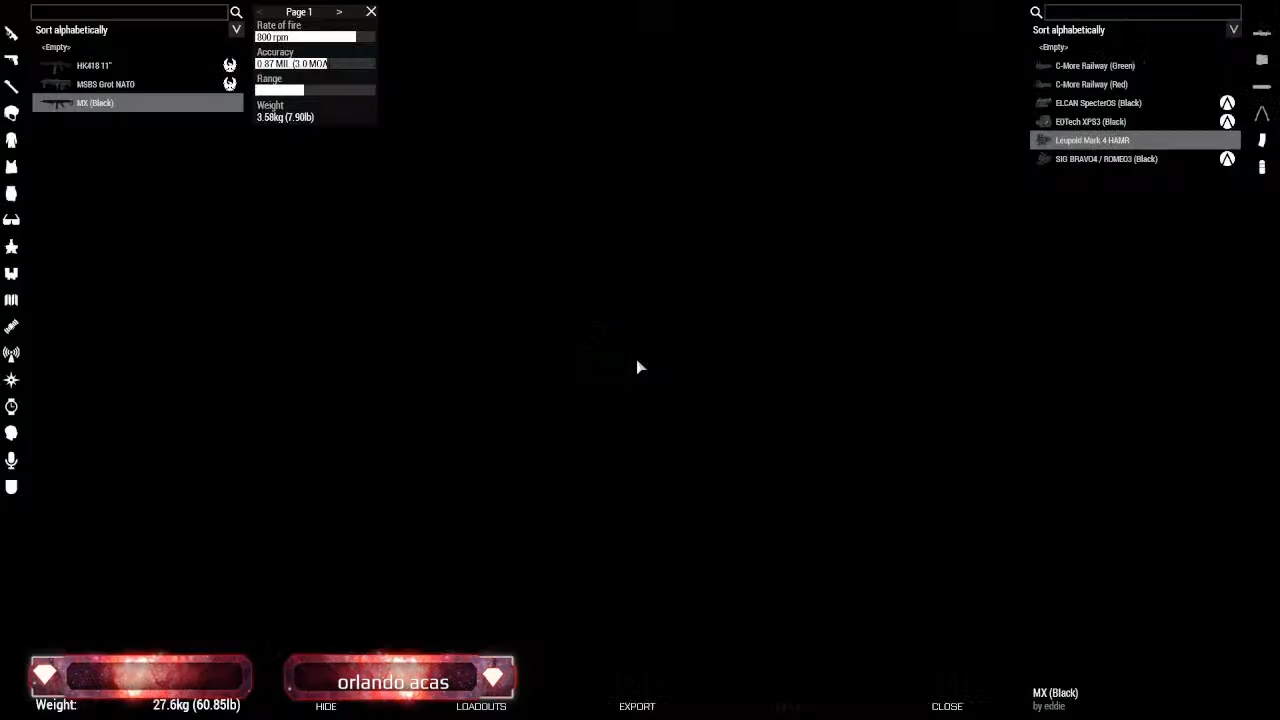 Sort alphabetically
<Empty>
HK418 11"
MSBS Grot NATO
MX (Black)
< Page 1 >
Rate of fire
800 rpm
Accuracy
0.87 MIL (3.0 MOA
Range
Weight
3.58kg (7.90lb)
Sort alphabetically
<Empty>
C-More Railway (Green)
C-More Railway (Red)
ELCAN SpecterOS (Black)
EOTech XPS3 (Black)
Leupold Mark 4 HAMR
SIG BRAVO4 / ROMEO3 (Black)
orlando acas
Weight: 27.6kg (60.85lb)
HIDE
LOADOUTS
EXPORT
CLOSE
MX (Black)
by eddie